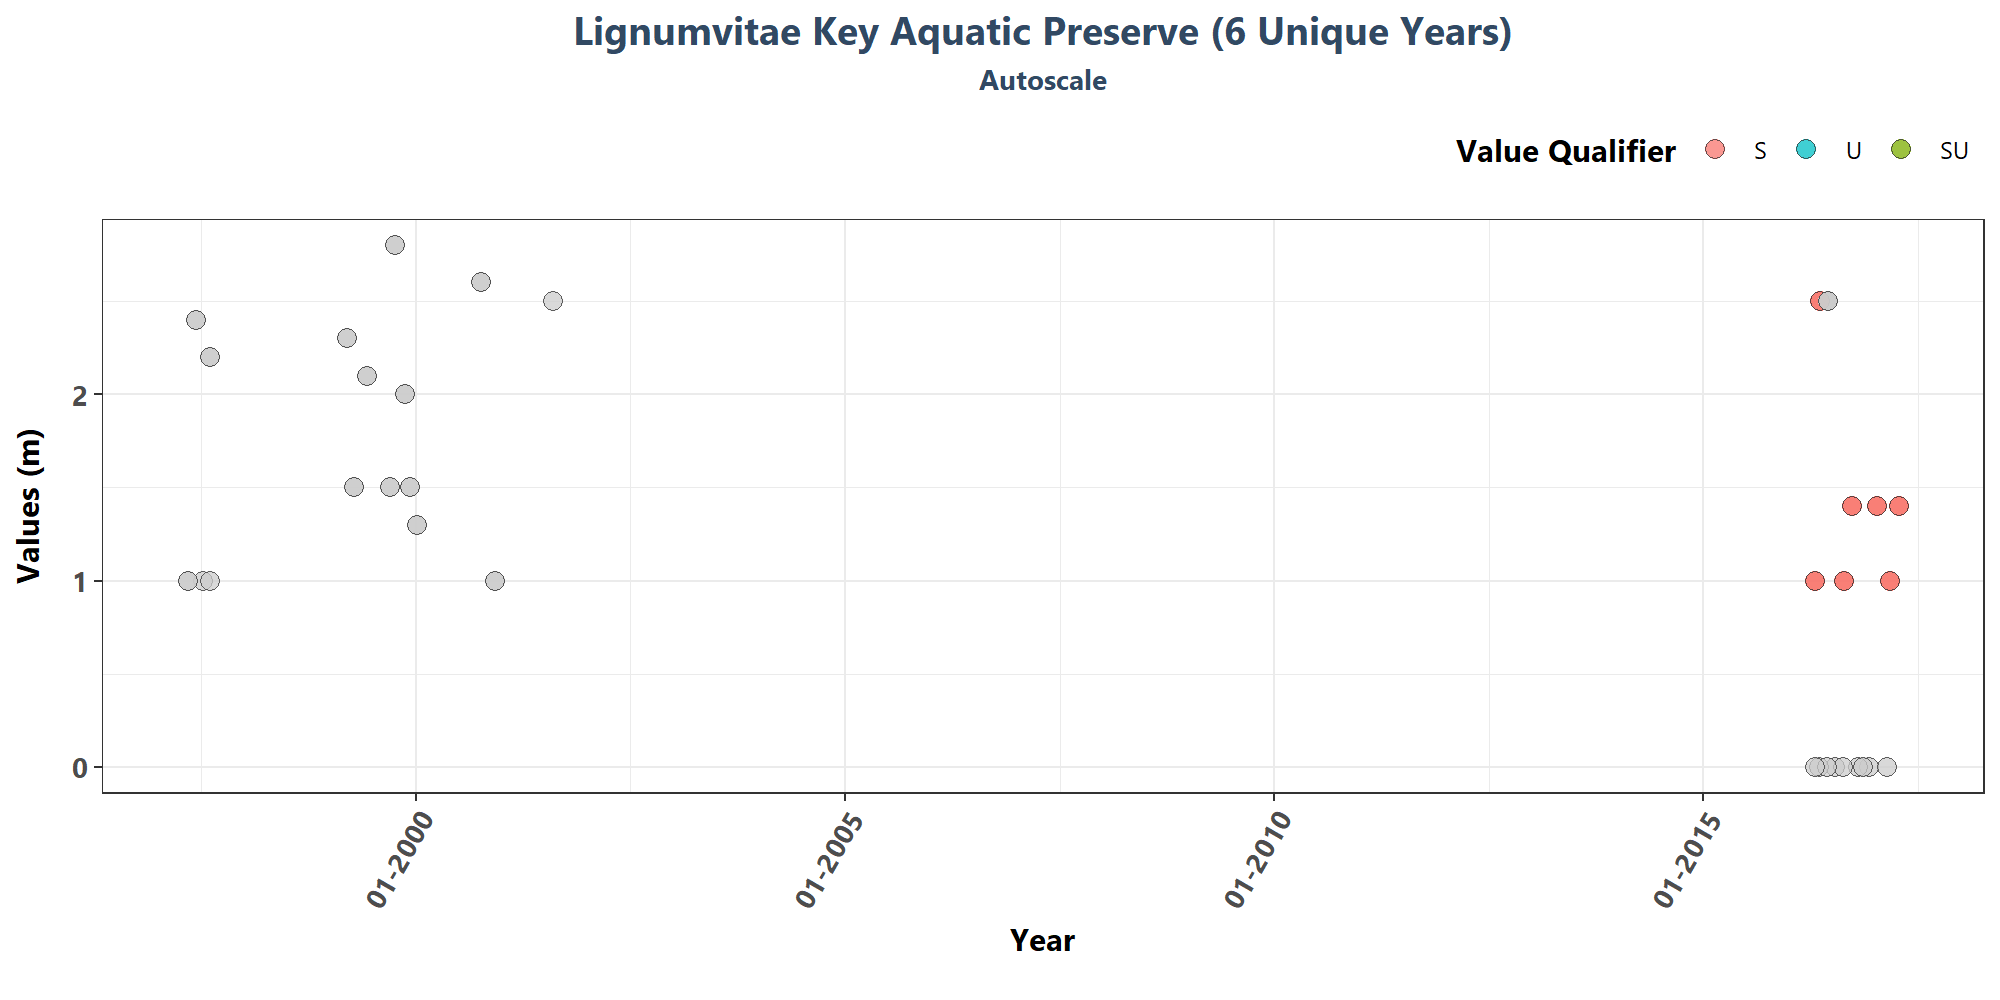 Lignumvitae Key Aquatic Preserve (6 Unique Years)
Autoscale
Value Qualifier S U SU
Values (m)
2
1
0
01-2000 01-2005 01-2010 01-2015
Year